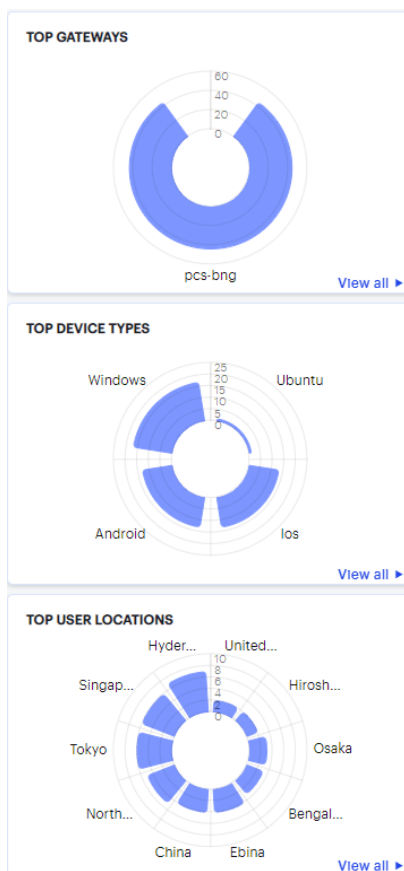 TOP GATEWAYS
60
40
20
0
pcs-bng
View all
TOP DEVICE TYPES
Windows
Ubuntu
25
20
15
10
5
0
Android
Ios
View all
TOP USER LOCATIONS
Hyder...
United...
10
8
6
4
2
0
Singap...
Hirosh...
Tokyo
Osaka
North...
Bengal...
China
Ebina
View all